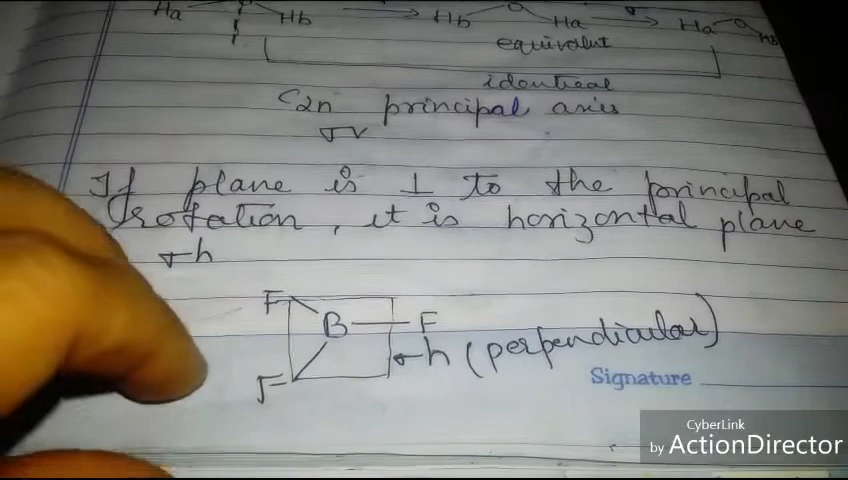 Ha Hb Hb O Ha Ha O Hb
equivalent
identical
C2n principal axis
σv
If plane is ⊥ to the principal
rotation, it is horizontal plane
σh
F
B F
σh (perpendicular)
F
Signature
CyberLink
by ActionDirector